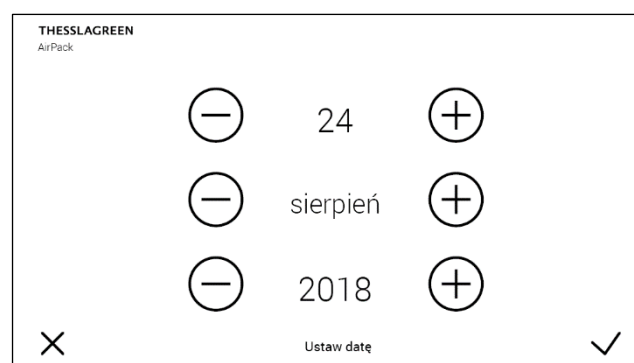 THESSLAGREEN
AirPack
24
sierpień
2018
Ustaw datę